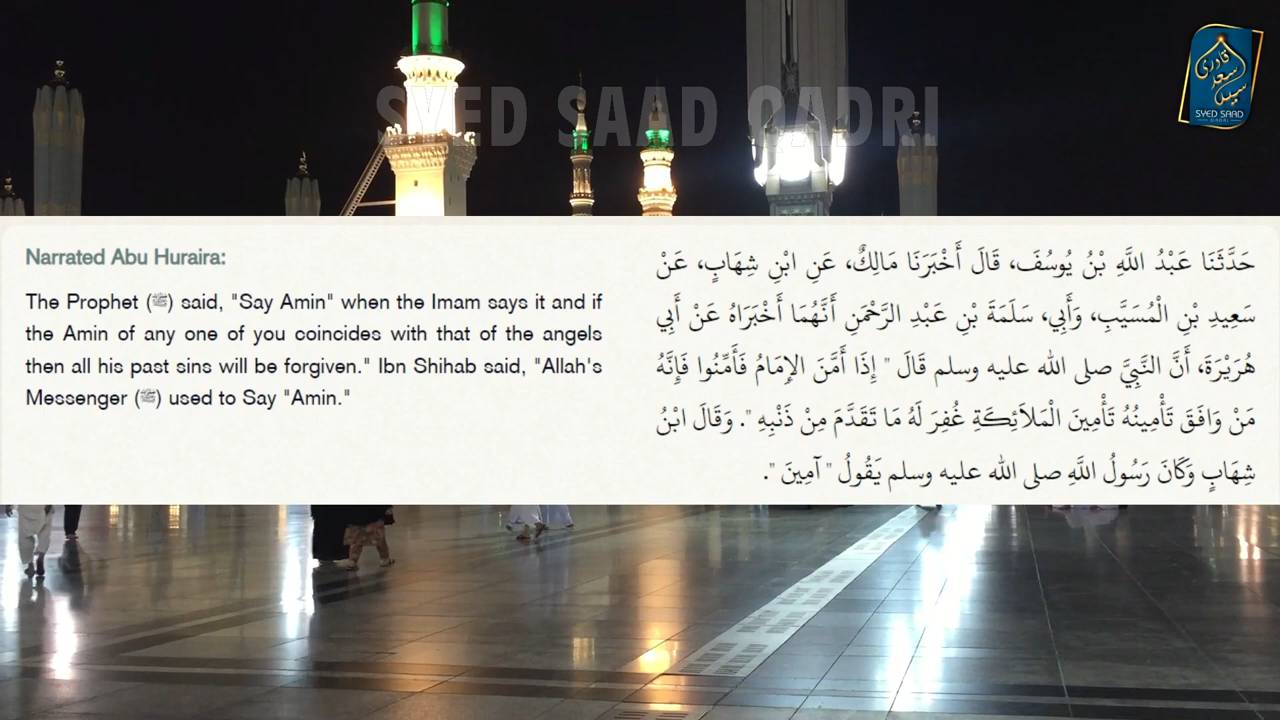 SYED SAAD QADRI
سید سعد قادری
SYED SAAD
QADRI
Narrated Abu Huraira:
The Prophet (ﷺ) said, "Say Amin" when the Imam says it and if
the Amin of any one of you coincides with that of the angels
then all his past sins will be forgiven." Ibn Shihab said, "Allah's
Messenger (ﷺ) used to Say "Amin."
حَدَّثَنَا عَبْدُ اللَّهِ بْنُ يُوسُفَ، قَالَ أَخْبَرَنَا مَالِكٌ، عَنِ ابْنِ شِهَابٍ، عَنْ
سَعِيدِ بْنِ الْمُسَيَّبِ، وَأَبِي، سَلَمَةَ بْنِ عَبْدِ الرَّحْمَنِ أَنَّهُمَا أَخْبَرَاهُ عَنْ أَبِي
هُرَيْرَةَ، أَنَّ النَّبِيَّ صلى الله عليه وسلم قَالَ " إِذَا أَمَّنَ الإِمَامُ فَأَمِّنُوا فَإِنَّهُ
مَنْ وَافَقَ تَأْمِينُهُ تَأْمِينَ الْمَلاَئِكَةِ غُفِرَ لَهُ مَا تَقَدَّمَ مِنْ ذَنْبِهِ ". وَقَالَ ابْنُ
شِهَابٍ وَكَانَ رَسُولُ اللَّهِ صلى الله عليه وسلم يَقُولُ " آمِينَ ".